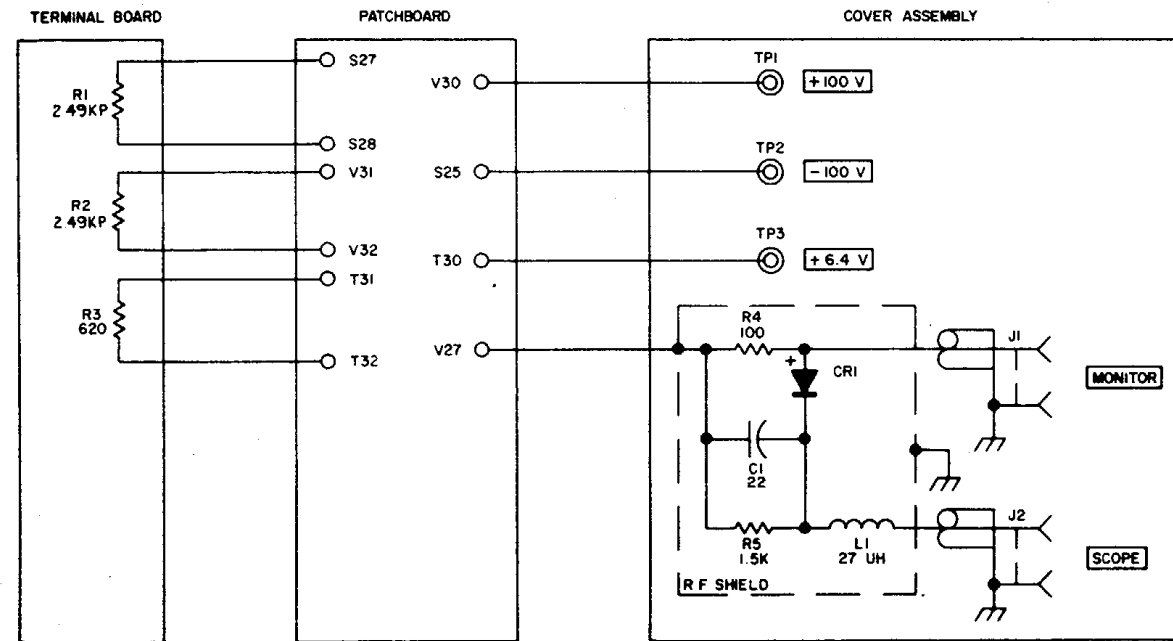 TERMINAL BOARD
PATCHBOARD
COVER ASSEMBLY
R1
2.49KP
S27
S28
V30
TP1
+100 V
R2
2.49KP
V31
V32
S25
TP2
-100 V
R3
620
T31
T32
T30
TP3
+6.4 V
V27
R4
100
+
CR1
C1
22
R5
1.5K
L1
27 UH
RF SHIELD
J1
MONITOR
J2
SCOPE